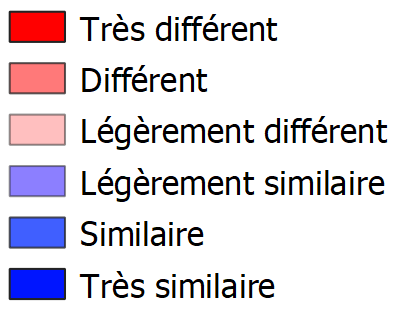 Très différent
Différent
Légèrement différent
Légèrement similaire
Similaire
Très similaire